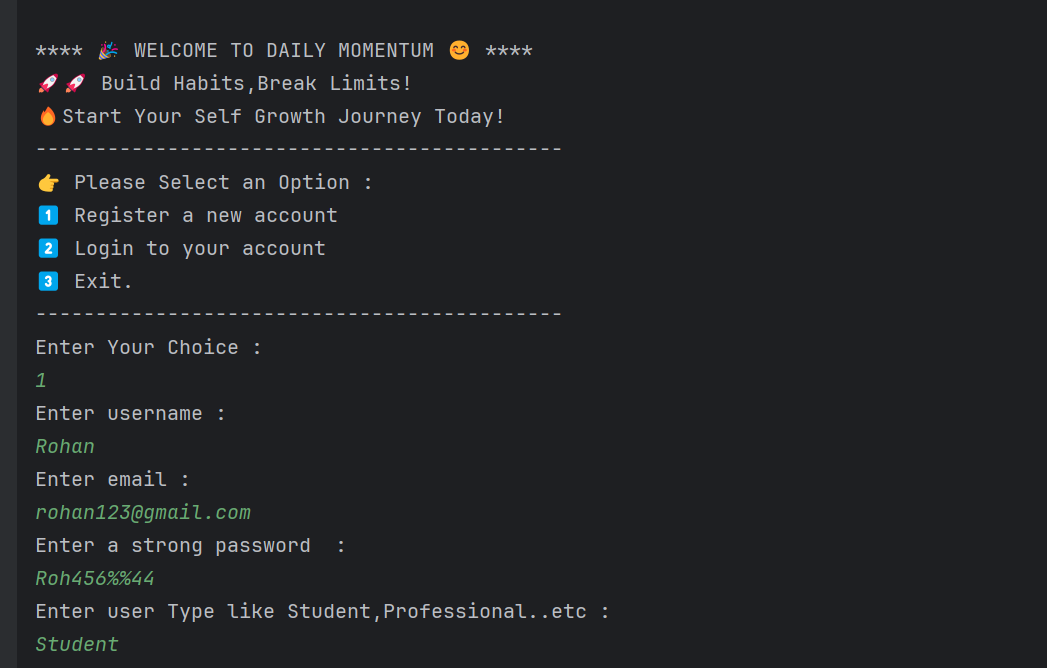 **** 🎉 WELCOME TO DAILY MOMENTUM 😊 ****
🚀🚀 Build Habits,Break Limits!
🔥Start Your Self Growth Journey Today!
--------------------------------------------
👉 Please Select an Option :
1️⃣ Register a new account
2️⃣ Login to your account
3️⃣ Exit.
--------------------------------------------
Enter Your Choice :
1
Enter username :
Rohan
Enter email :
rohan123@gmail.com
Enter a strong password  :
Roh456%%44
Enter user Type like Student,Professional..etc :
Student